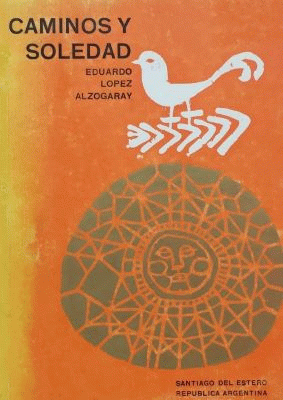 CAMINOS Y
SOLEDAD
EDUARDO
LOPEZ
ALZOGARAY
SANTIAGO DEL ESTERO
REPUBLICA ARGENTINA